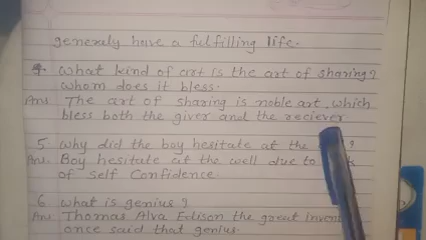 generaly have a fulfilling life.
4. What kind of art is the art of sharing?
whom does it bless.
Ans The art of sharing is noble art, which
bless both the giver and the reciever
5. Why did the boy hesitate at the ?
Ans. Boy hesitate at the well due to
of Self Confidence.
6. what is genius?
Ans Thomas Alva Edison the great
once said that genius.